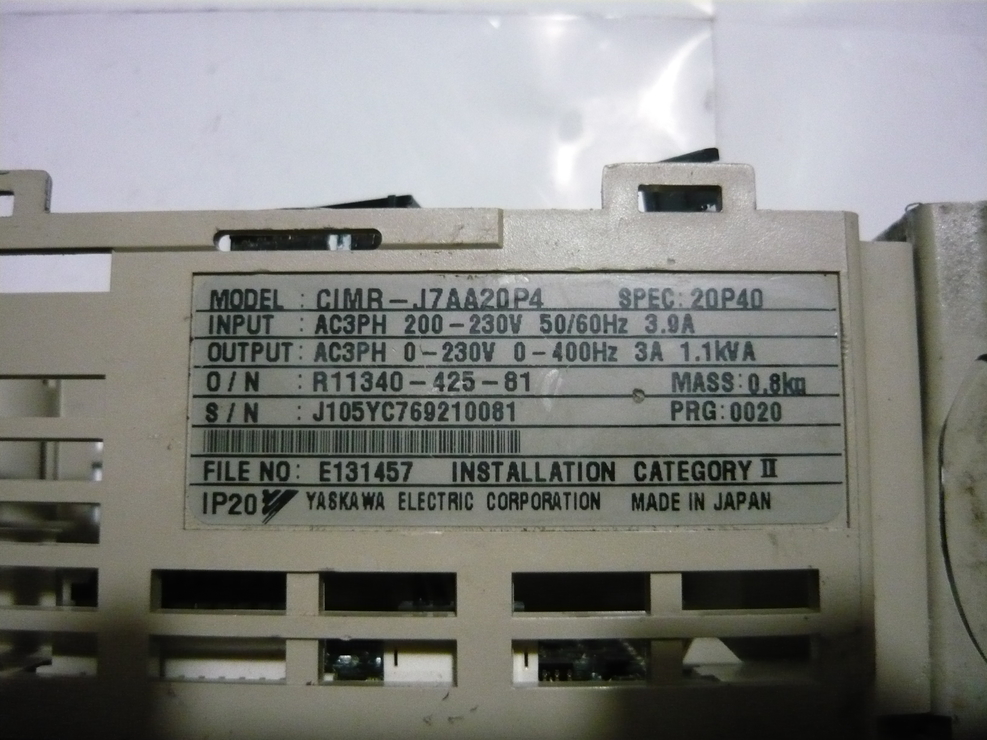 MODEL : CIMR-J7AA20P4 SPEC: 20P40
INPUT : AC3PH 200-230V 50/60Hz 3.9A
OUTPUT: AC3PH 0-230V 0-400Hz 3A 1.1kVA
O/N : R11340-425-81 MASS: 0.8kg
S/N : J105YC769210081 PRG: 0020
FILE NO: E131457 INSTALLATION CATEGORY II
IP20 YASKAWA ELECTRIC CORPORATION MADE IN JAPAN